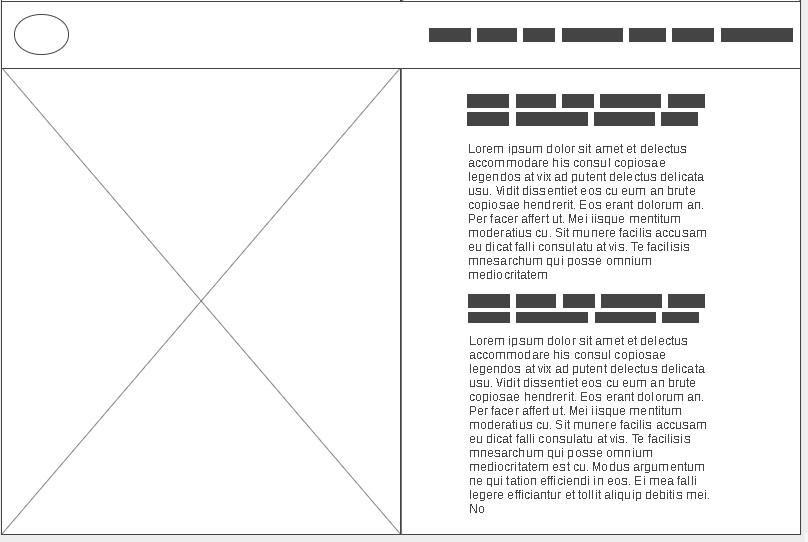 Lorem ipsum dolor sit amet et delectus
accommodare his consul copiosae
legendos at vix ad putent delectus delicata
usu. Vidit dissentiet eos cu eum an brute
copiosae hendrerit. Eos erant dolorum an.
Per facer affert ut. Mei iisque mentitum
moderatius cu. Sit munere facilis accusam
eu dicat falli consulatu at vis. Te facilisis
mnesarchum qui posse omnium
mediocritatem
Lorem ipsum dolor sit amet et delectus
accommodare his consul copiosae
legendos at vix ad putent delectus delicata
usu. Vidit dissentiet eos cu eum an brute
copiosae hendrerit. Eos erant dolorum an.
Per facer affert ut. Mei iisque mentitum
moderatius cu. Sit munere facilis accusam
eu dicat falli consulatu at vis. Te facilisis
mnesarchum qui posse omnium
mediocritatem est cu. Modus argumentum
ne qui tation efficiendi in eos. Ei mea falli
legere efficiantur et tollit aliquip debitis mei.
No